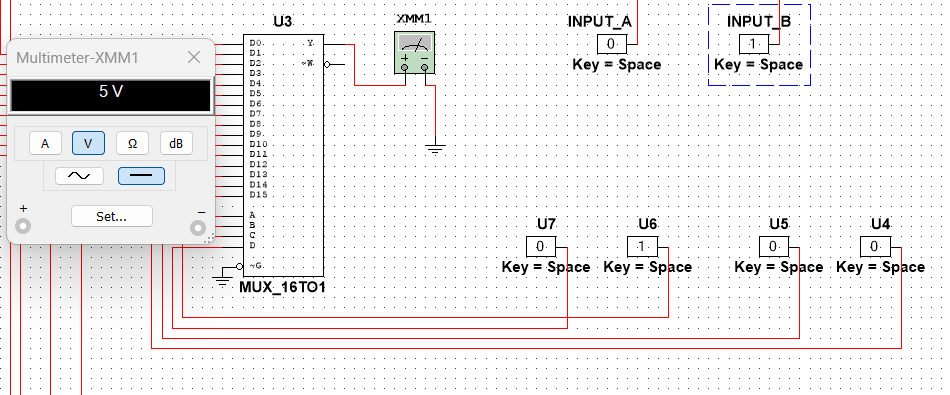 U3
XMM1
INPUT_A
0
Key = Space
INPUT_B
1
Key = Space
Multimeter-XMM1
5 V
A
V
Ω
dB
Set...
+
−
D0
D1
D2
D3
D4
D5
D6
D7
D8
D9
D10
D11
D12
D13
D14
D15
A
B
C
D
~G
Y
~W
MUX_16TO1
+
−
U7
0
Key = Space
U6
1
Key = Space
U5
0
Key = Space
U4
0
Key = Space